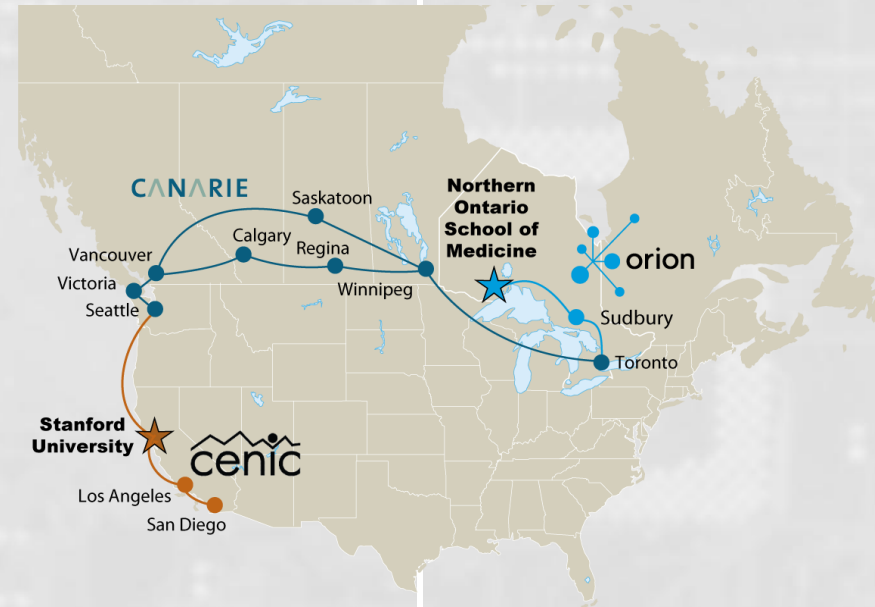 CANARIE
Northern
Ontario
School of
Medicine
Saskatoon
Calgary
Regina
Vancouver
Victoria
Seattle
Winnipeg
orion
Sudbury
Toronto
Stanford
University
cenic
Los Angeles
San Diego